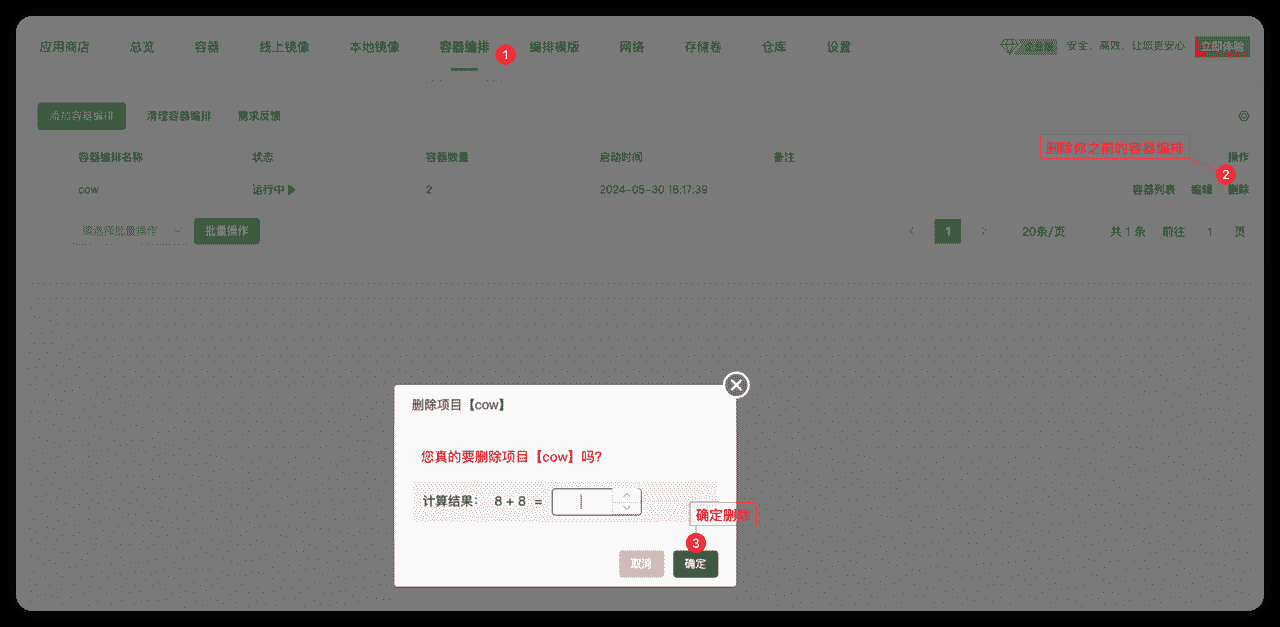 应用商店 总览 容器 线上镜像 本地镜像 容器编排 1 编排模版 网络 存储卷 仓库 设置 企业版 安全、高效、让您更安心 立即体验
添加容器编排 清理容器编排 需求反馈
容器编排名称 状态 容器数量 启动时间 备注 删除你之前的容器编排 操作
2
cow 运行中 2 2024-05-30 18:17:39 容器列表 编辑 删除
请选择批量操作 批量操作 1 20条/页 共 1 条 前往 1 页
删除项目【cow】
您真的要删除项目【cow】吗?
计算结果: 8 + 8 =
确定删除
3
取消 确定